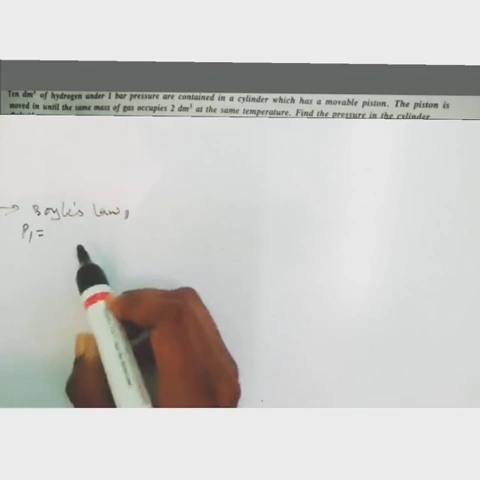 Ten dm³ of hydrogen under 1 bar pressure are contained in a cylinder which has a movable piston. The piston is
moved in until the same mass of gas occupies 2 dm³ at the same temperature. Find the pressure in the cylinder
→ Boyle's Law,
P₁ =